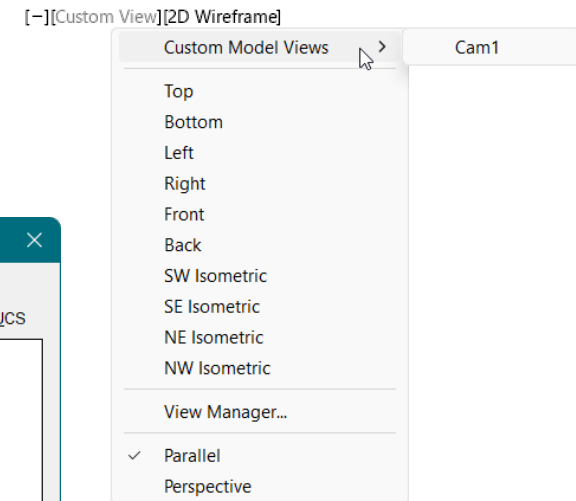 [−][Custom View][2D Wireframe]
Custom Model Views
Cam1
Top
Bottom
Left
Right
Front
Back
SW Isometric
SE Isometric
NE Isometric
NW Isometric
View Manager...
Parallel
Perspective